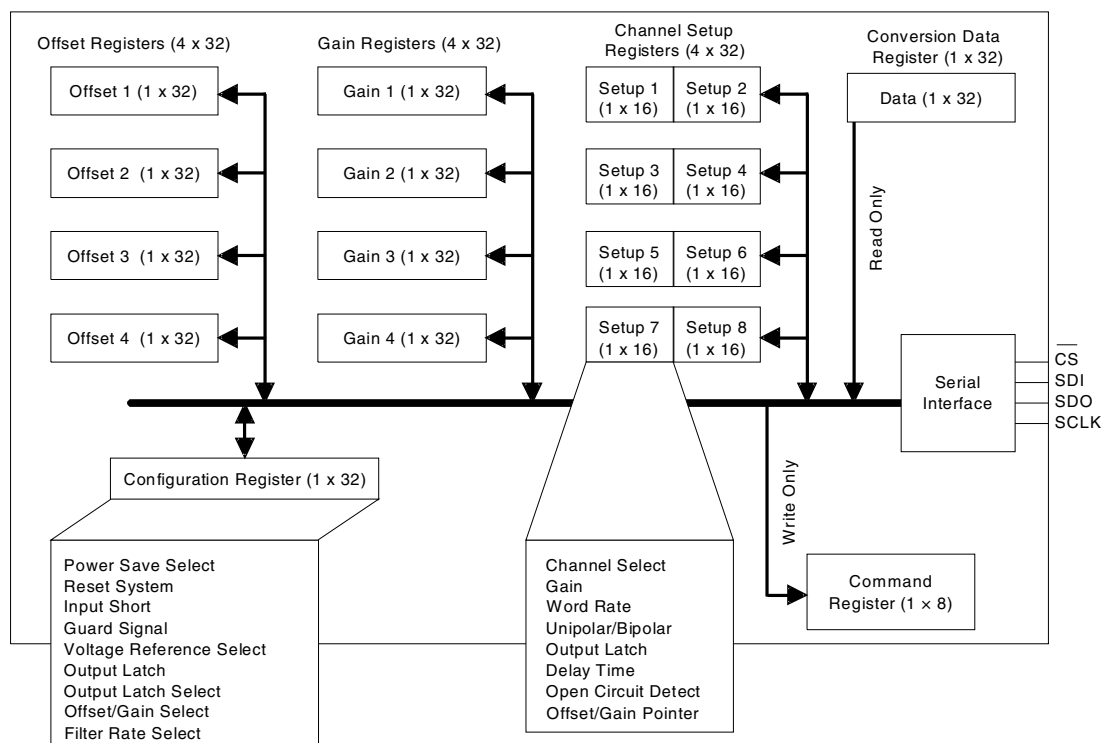 Offset Registers (4 x 32)
Offset 1 (1 x 32)
Offset 2 (1 x 32)
Offset 3 (1 x 32)
Offset 4 (1 x 32)
Gain Registers (4 x 32)
Gain 1 (1 x 32)
Gain 2 (1 x 32)
Gain 3 (1 x 32)
Gain 4 (1 x 32)
Channel Setup
Registers (4 x 32)
Setup 1
(1 x 16)
Setup 2
(1 x 16)
Setup 3
(1 x 16)
Setup 4
(1 x 16)
Setup 5
(1 x 16)
Setup 6
(1 x 16)
Setup 7
(1 x 16)
Setup 8
(1 x 16)
Conversion Data
Register (1 x 32)
Data (1 x 32)
Read Only
Serial
Interface
CS
SDI
SDO
SCLK
Configuration Register (1 x 32)
Power Save Select
Reset System
Input Short
Guard Signal
Voltage Reference Select
Output Latch
Output Latch Select
Offset/Gain Select
Filter Rate Select
Channel Select
Gain
Word Rate
Unipolar/Bipolar
Output Latch
Delay Time
Open Circuit Detect
Offset/Gain Pointer
Write Only
Command
Register (1 × 8)